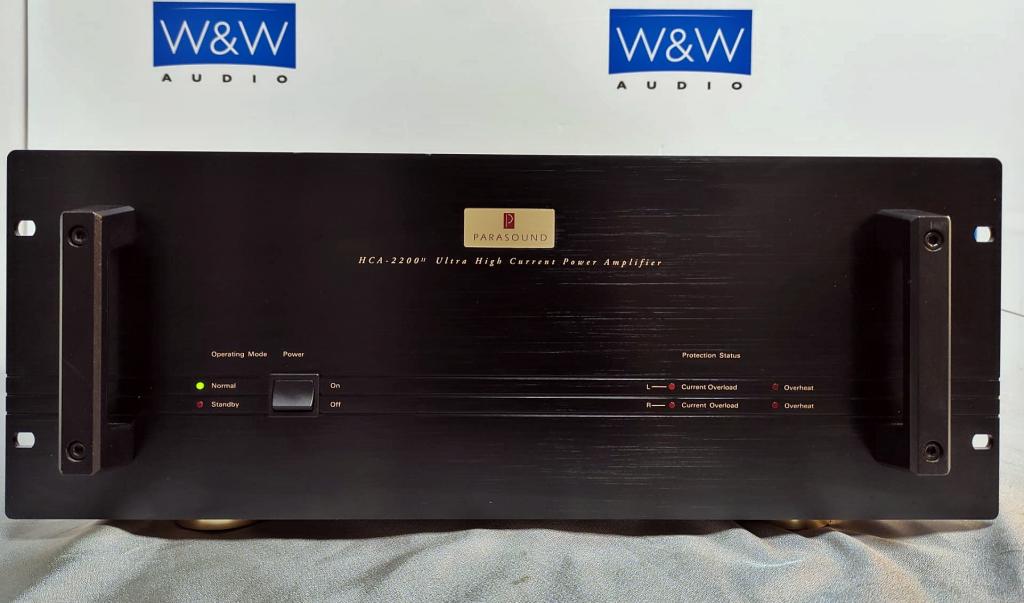 W&W
AUDIO
W&W
AUDIO
P
PARASOUND
HCA-2200ᴵᴵ Ultra High Current Power Amplifier
Operating Mode Power
Normal On
Standby Off
Protection Status
L Current Overload Overheat
R Current Overload Overheat